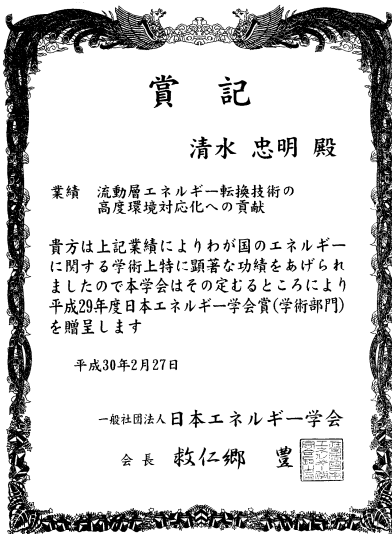 賞記
清水 忠明 殿
業績 流動層エネルギー転換技術の
高度環境対応化への貢献
貴方は上記業績によりわが国のエネルギー
に関する学術上特に顕著な功績をあげられ
ましたので本学会はその定むるところにより
平成29年度日本エネルギー学会賞(学術部門)
を贈呈します
平成30年2月27日
一般社団法人 日本エネルギー学会
会長 救仁郷 豊